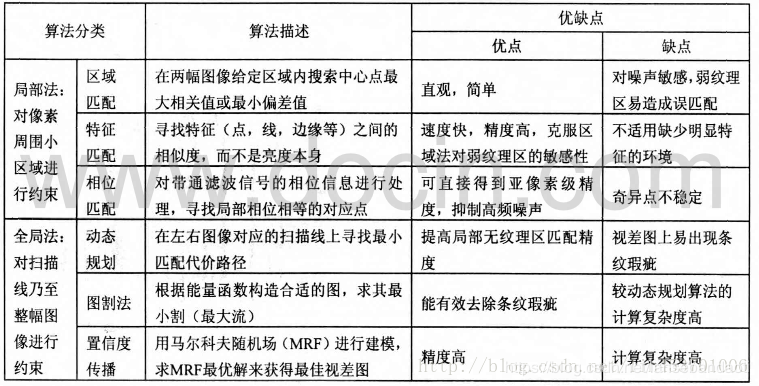 算法分类
算法描述
优缺点
优点
缺点
局部法：
对像素
周围小
区域进
行约束
区域
匹配
在两幅图像给定区域内搜索中心点最
大相关值或最小偏差值
直观，简单
对噪声敏感，弱纹理
区易造成误匹配
特征
匹配
寻找特征（点，线，边缘等）之间的
相似度，而不是亮度本身
速度快，精度高，克服区
域法对弱纹理区的敏感性
不适用缺少明显特
征的环境
相位
匹配
对带通滤波信号的相位信息进行处
理，寻找局部相位相等的对应点
可直接得到亚像素级精
度，抑制高频噪声
奇异点不稳定
全局法：
对扫描
线乃至
整幅图
像进行
约束
动态
规划
在左右图像对应的扫描线上寻找最小
匹配代价路径
提高局部无纹理区匹配精
度
视差图上易出现条
纹瑕疵
图割法
根据能量函数构造合适的图，求其最
小割（最大流）
能有效去除条纹瑕疵
较动态规划算法的
计算复杂度高
置信度
传播
用马尔科夫随机场（MRF）进行建模，
求MRF最优解来获得最佳视差图
精度高
计算复杂度高
www.docin.com